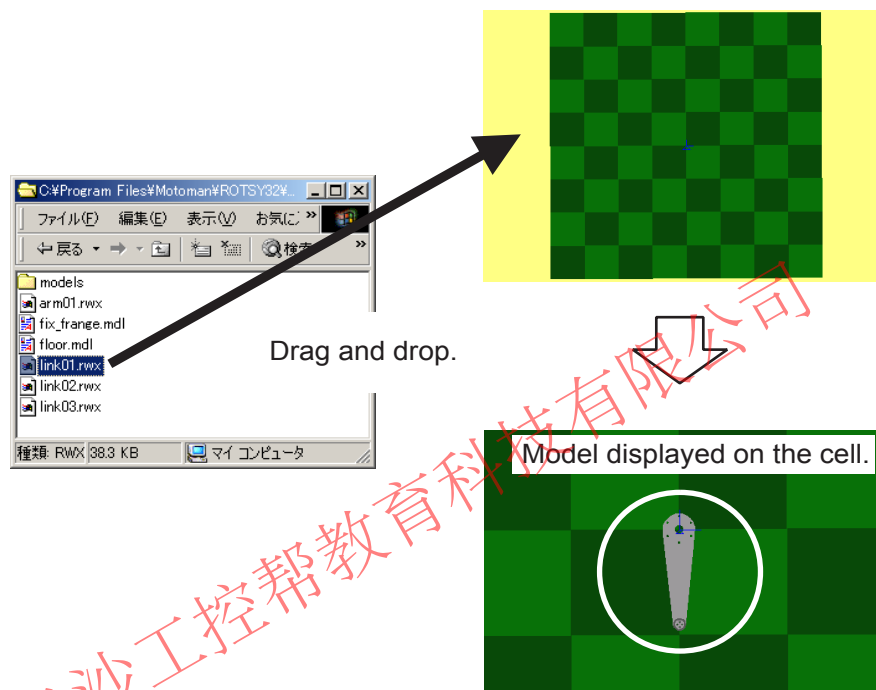 C:¥Program Files¥Motoman¥ROTSY32¥...
ファイル(F) 編集(E) 表示(V) お気に »
戻る 検索 »
models
arm01.rwx
fix_frange.mdl
floor.mdl
link01.rwx
link02.rwx
link03.rwx
種類: RWX 38.3 KB マイ コンピュータ
Drag and drop.
Model displayed on the cell.
沙工控帮教育科技有限公司